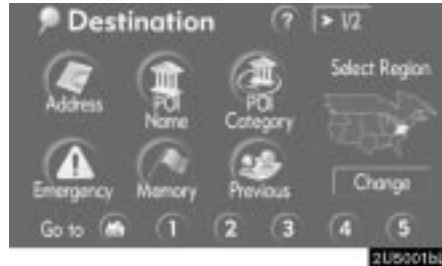 Destination ? 1/2
Select Region
Address POI Name POI Category
Emergency Memory Previous Change
Go to 1 2 3 4 5
2U5001bL